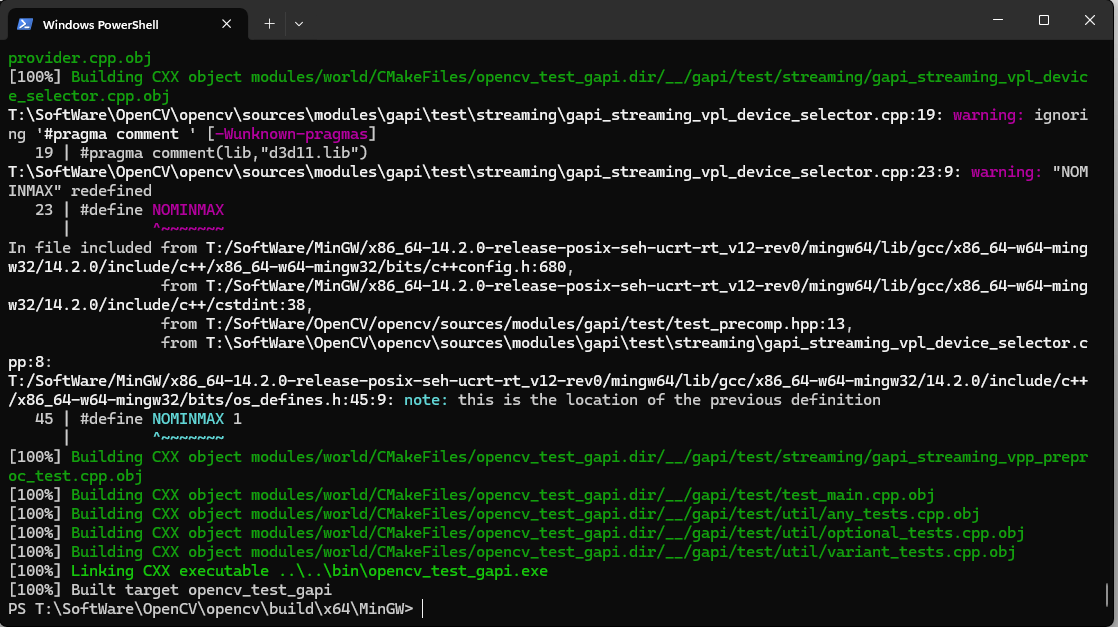 Windows PowerShell
provider.cpp.obj
[100%] Building CXX object modules/world/CMakeFiles/opencv_test_gapi.dir/__/gapi/test/streaming/gapi_streaming_vpl_devic
e_selector.cpp.obj
T:\SoftWare\OpenCV\opencv\sources\modules\gapi\test\streaming\gapi_streaming_vpl_device_selector.cpp:19: warning: ignori
ng '#pragma comment ' [-Wunknown-pragmas]
   19 | #pragma comment(lib,"d3d11.lib")
T:\SoftWare\OpenCV\opencv\sources\modules\gapi\test\streaming\gapi_streaming_vpl_device_selector.cpp:23:9: warning: "NOM
INMAX" redefined
   23 | #define NOMINMAX
      |         ^~~~~~~~
In file included from T:/SoftWare/MinGW/x86_64-14.2.0-release-posix-seh-ucrt-rt_v12-rev0/mingw64/lib/gcc/x86_64-w64-ming
w32/14.2.0/include/c++/x86_64-w64-mingw32/bits/c++config.h:680,
                 from T:/SoftWare/MinGW/x86_64-14.2.0-release-posix-seh-ucrt-rt_v12-rev0/mingw64/lib/gcc/x86_64-w64-ming
w32/14.2.0/include/c++/cstdint:38,
                 from T:/SoftWare/OpenCV/opencv/sources/modules/gapi/test/test_precomp.hpp:13,
                 from T:\SoftWare\OpenCV\opencv\sources\modules\gapi\test\streaming\gapi_streaming_vpl_device_selector.c
pp:8:
T:/SoftWare/MinGW/x86_64-14.2.0-release-posix-seh-ucrt-rt_v12-rev0/mingw64/lib/gcc/x86_64-w64-mingw32/14.2.0/include/c++
/x86_64-w64-mingw32/bits/os_defines.h:45:9: note: this is the location of the previous definition
   45 | #define NOMINMAX 1
      |         ^~~~~~~~
[100%] Building CXX object modules/world/CMakeFiles/opencv_test_gapi.dir/__/gapi/test/streaming/gapi_streaming_vpp_prepr
oc_test.cpp.obj
[100%] Building CXX object modules/world/CMakeFiles/opencv_test_gapi.dir/__/gapi/test/test_main.cpp.obj
[100%] Building CXX object modules/world/CMakeFiles/opencv_test_gapi.dir/__/gapi/test/util/any_tests.cpp.obj
[100%] Building CXX object modules/world/CMakeFiles/opencv_test_gapi.dir/__/gapi/test/util/optional_tests.cpp.obj
[100%] Building CXX object modules/world/CMakeFiles/opencv_test_gapi.dir/__/gapi/test/util/variant_tests.cpp.obj
[100%] Linking CXX executable ..\..\bin\opencv_test_gapi.exe
[100%] Built target opencv_test_gapi
PS T:\SoftWare\OpenCV\opencv\build\x64\MinGW>